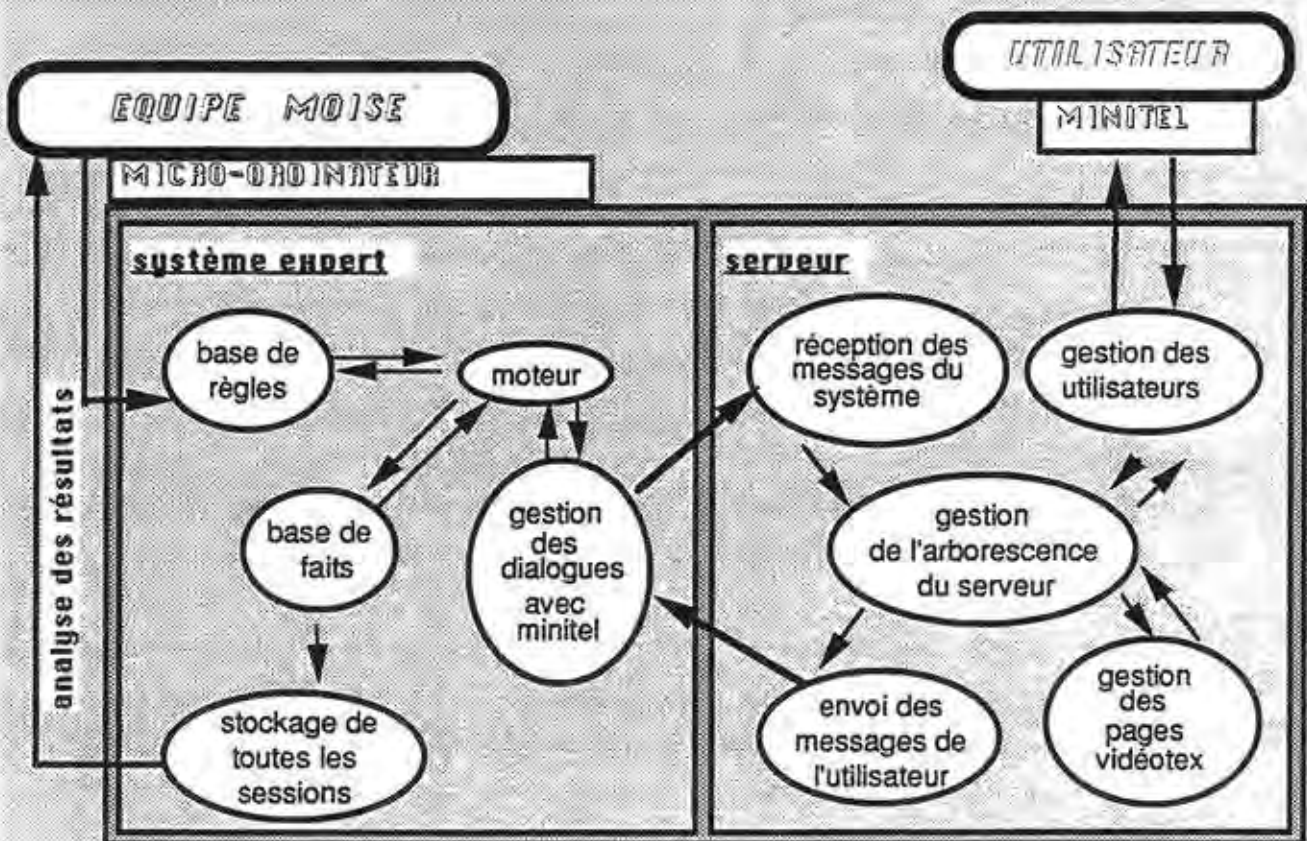 UTILISATEUR
MINITEL
EQUIPE MOISE
MICRO-ORDINATEUR
analyse des résultats
système expert
base de
règles
moteur
base de
faits
gestion
des
dialogues
avec
minitel
stockage de
toutes les
sessions
serveur
réception des
messages du
système
gestion des
utilisateurs
gestion
de l'arborescence
du serveur
envoi des
messages de
l'utilisateur
gestion
des
pages
vidéotex